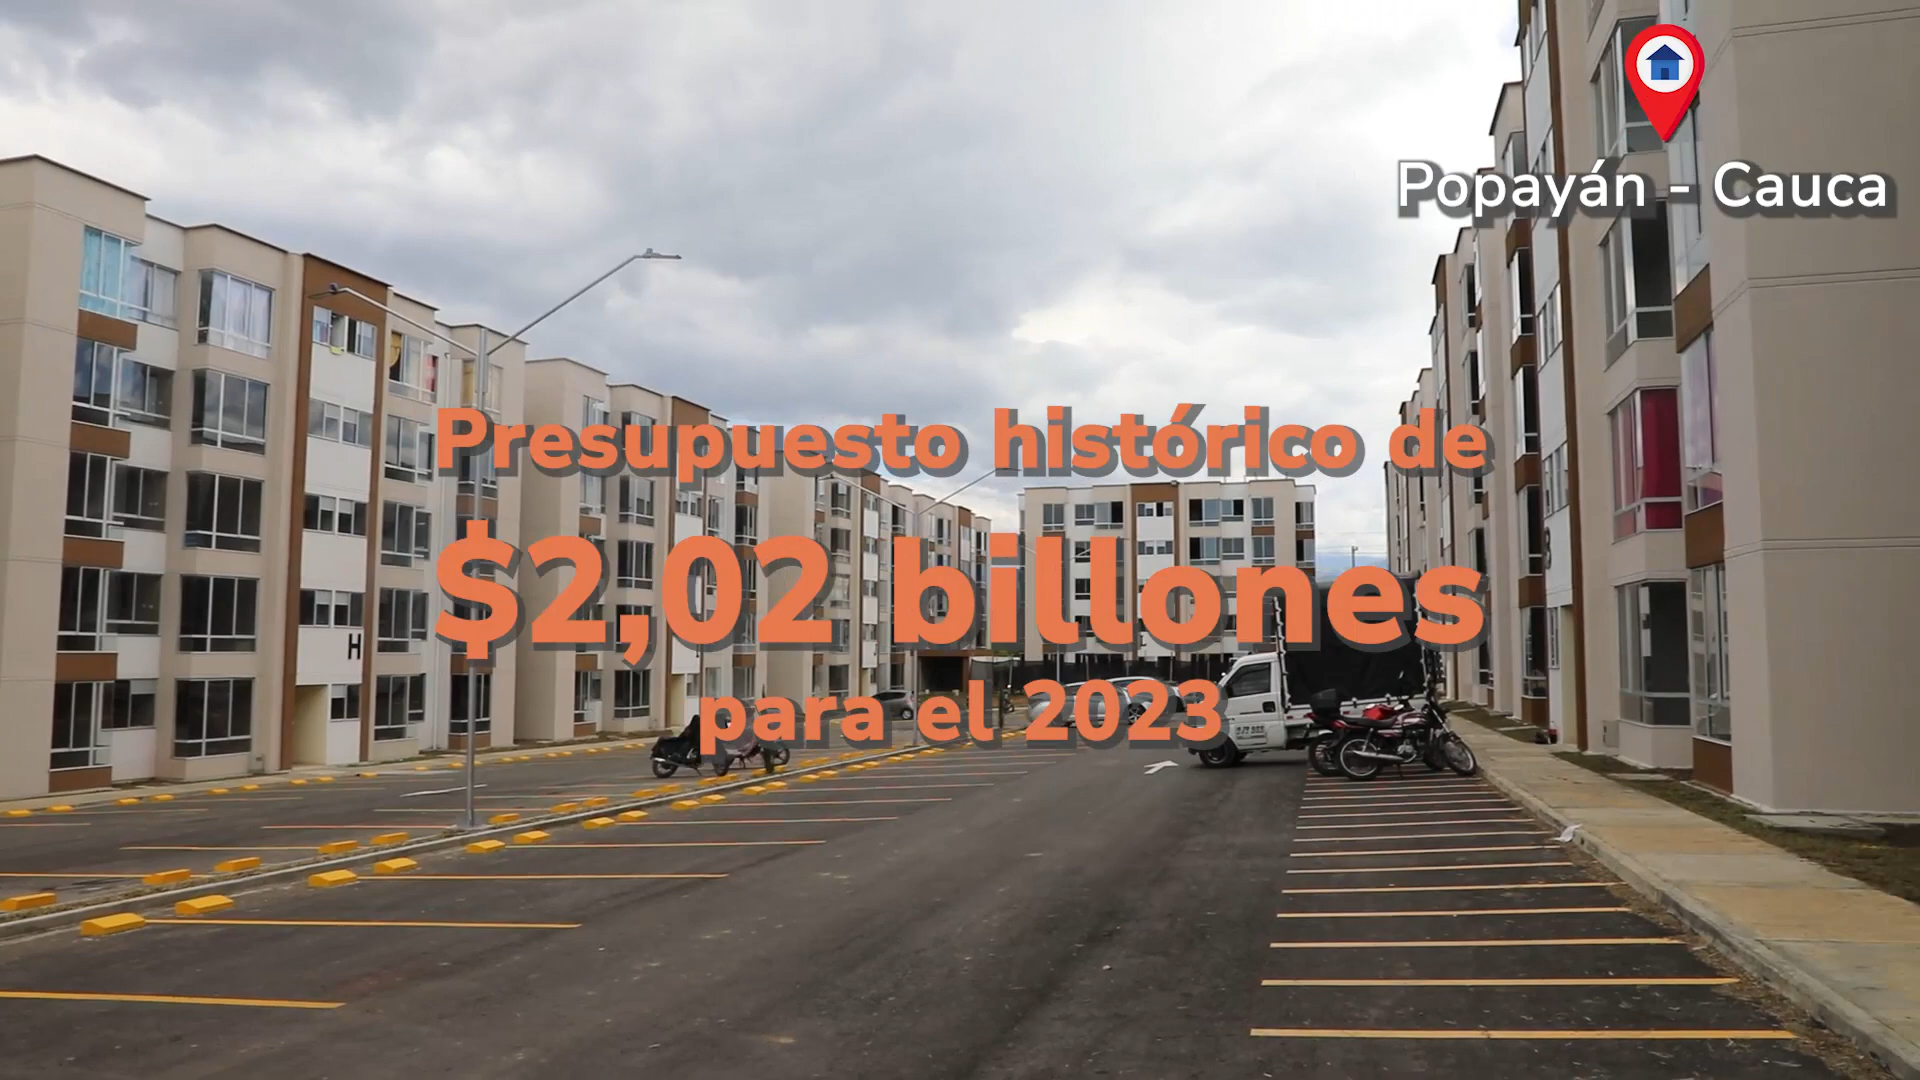 Popayán - Cauca
Presupuesto histórico de
$2,02 billones
para el 2023
H
B